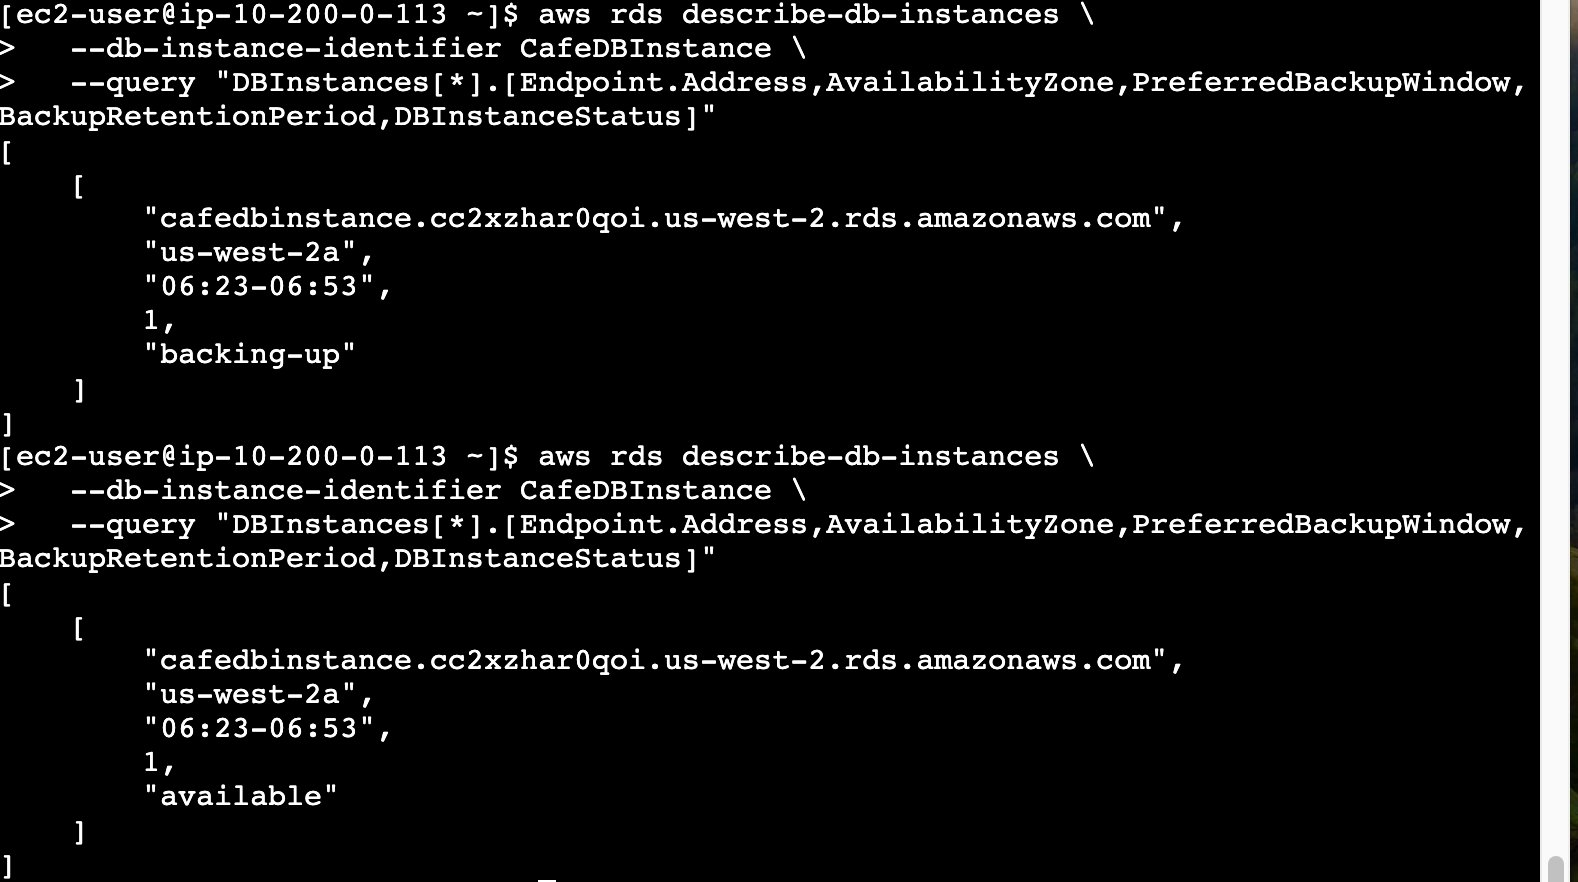 [ec2-user@ip-10-200-0-113 ~]$ aws rds describe-db-instances \
>   --db-instance-identifier CafeDBInstance \
>   --query "DBInstances[*].[Endpoint.Address,AvailabilityZone,PreferredBackupWindow,
BackupRetentionPeriod,DBInstanceStatus]"
[
    [
        "cafedbinstance.cc2xzhar0qoi.us-west-2.rds.amazonaws.com",
        "us-west-2a",
        "06:23-06:53",
        1,
        "backing-up"
    ]
]
[ec2-user@ip-10-200-0-113 ~]$ aws rds describe-db-instances \
>   --db-instance-identifier CafeDBInstance \
>   --query "DBInstances[*].[Endpoint.Address,AvailabilityZone,PreferredBackupWindow,
BackupRetentionPeriod,DBInstanceStatus]"
[
    [
        "cafedbinstance.cc2xzhar0qoi.us-west-2.rds.amazonaws.com",
        "us-west-2a",
        "06:23-06:53",
        1,
        "available"
    ]
]